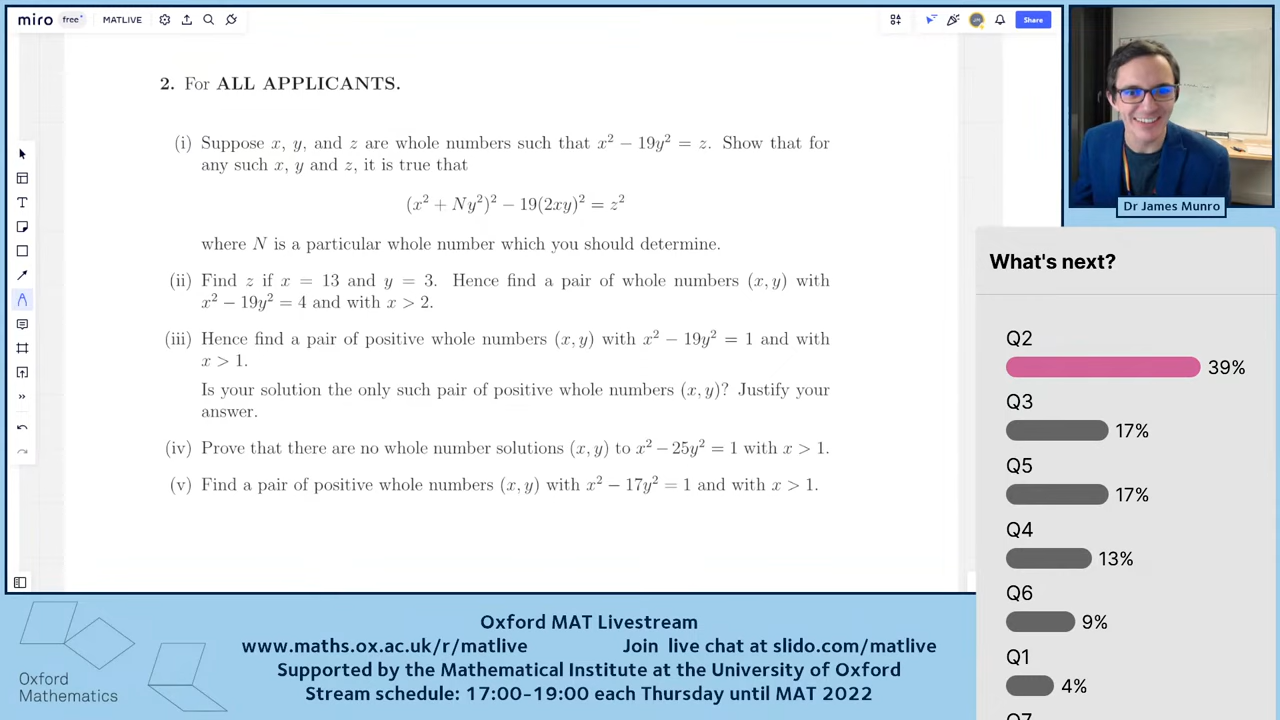 miro free MATLIVE Share
2. For ALL APPLICANTS.
(i) Suppose x, y, and z are whole numbers such that x² − 19y² = z. Show that for
any such x, y and z, it is true that
(x² + Ny²)² − 19(2xy)² = z²
where N is a particular whole number which you should determine.
(ii) Find z if x = 13 and y = 3. Hence find a pair of whole numbers (x, y) with
x² − 19y² = 4 and with x > 2.
(iii) Hence find a pair of positive whole numbers (x, y) with x² − 19y² = 1 and with
x > 1.
Is your solution the only such pair of positive whole numbers (x, y)? Justify your
answer.
(iv) Prove that there are no whole number solutions (x, y) to x² − 25y² = 1 with x > 1.
(v) Find a pair of positive whole numbers (x, y) with x² − 17y² = 1 and with x > 1.
Dr James Munro
What's next?
Q2
39%
Q3
17%
Q5
17%
Q4
13%
Q6
9%
Q1
4%
Oxford
Mathematics
Oxford MAT Livestream
www.maths.ox.ac.uk/r/matlive Join live chat at slido.com/matlive
Supported by the Mathematical Institute at the University of Oxford
Stream schedule: 17:00-19:00 each Thursday until MAT 2022